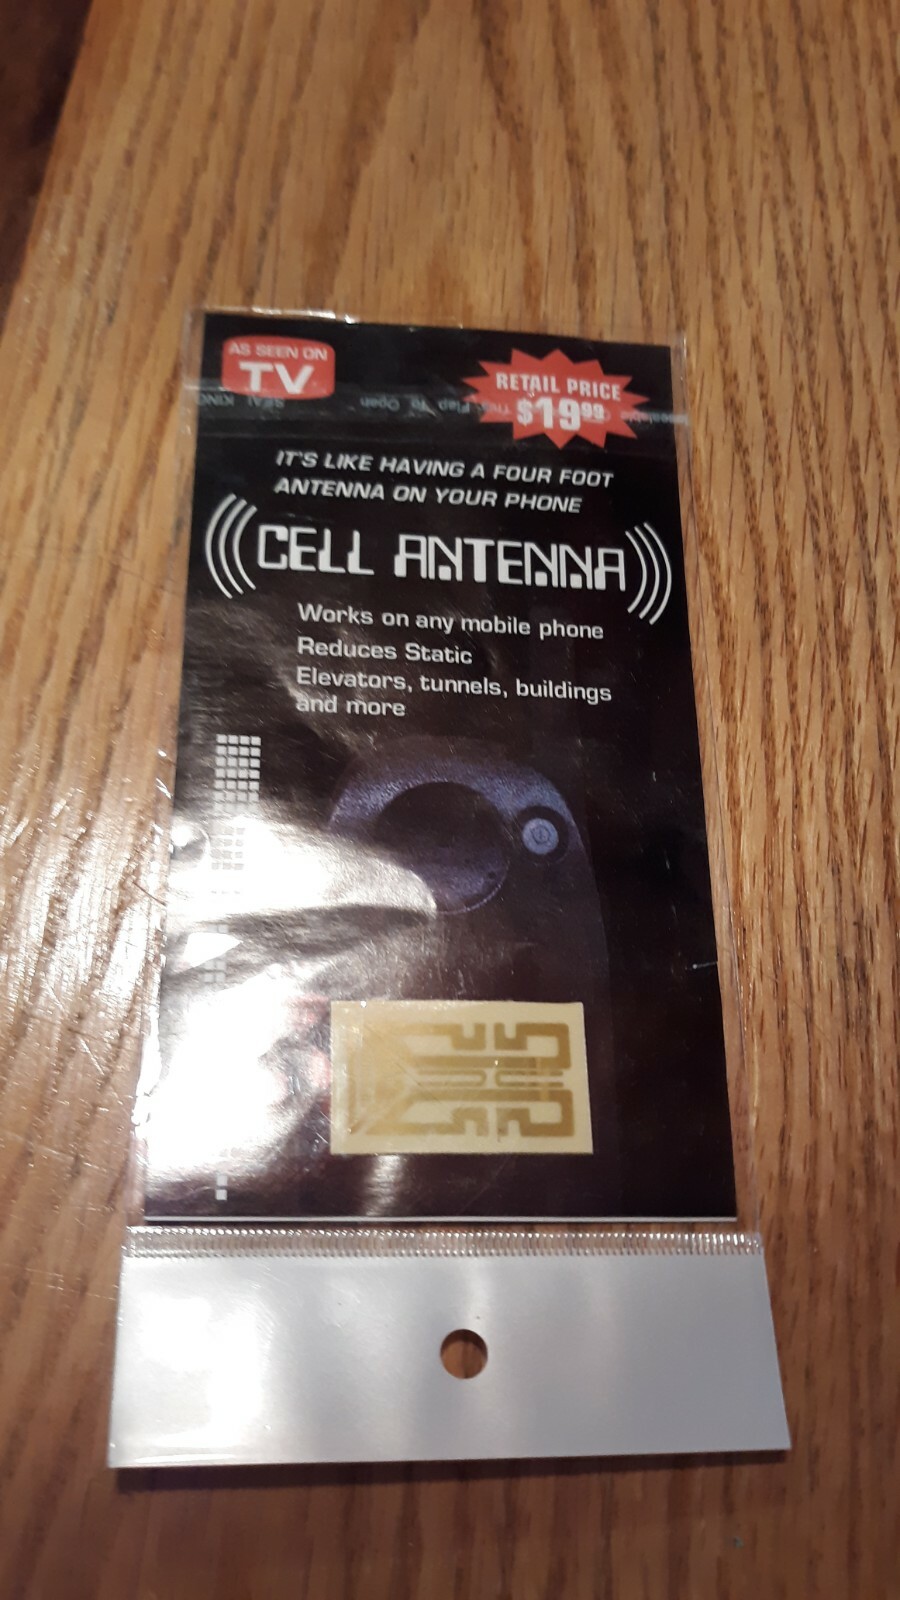 AS SEEN ON
TV
RETAIL PRICE
$19.99
IT'S LIKE HAVING A FOUR FOOT
ANTENNA ON YOUR PHONE
CELL ANTENNA
Works on any mobile phone
Reduces Static
Elevators, tunnels, buildings
and more